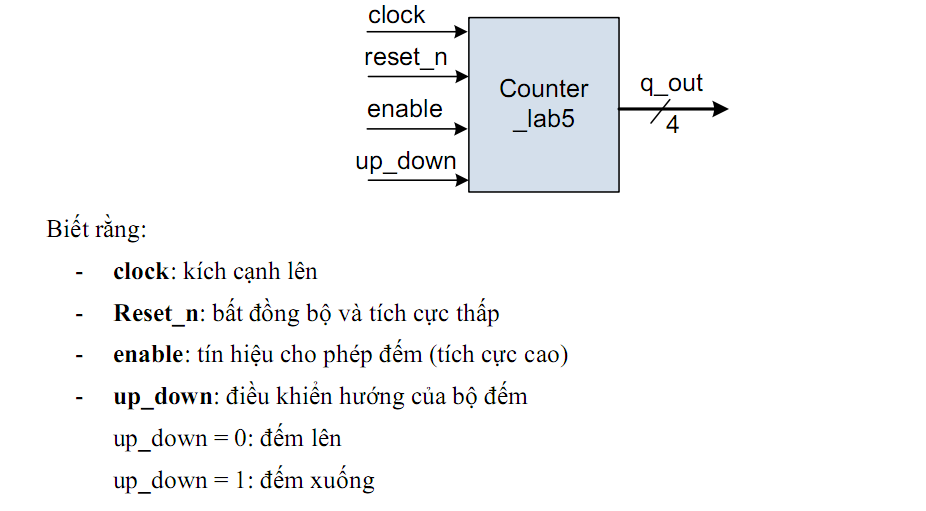 clock
reset_n
enable
up_down
Counter
_lab5
q_out
4
Biết rằng:
- clock: kích cạnh lên
- Reset_n: bất đồng bộ và tích cực thấp
- enable: tín hiệu cho phép đếm (tích cực cao)
- up_down: điều khiển hướng của bộ đếm
up_down = 0: đếm lên
up_down = 1: đếm xuống